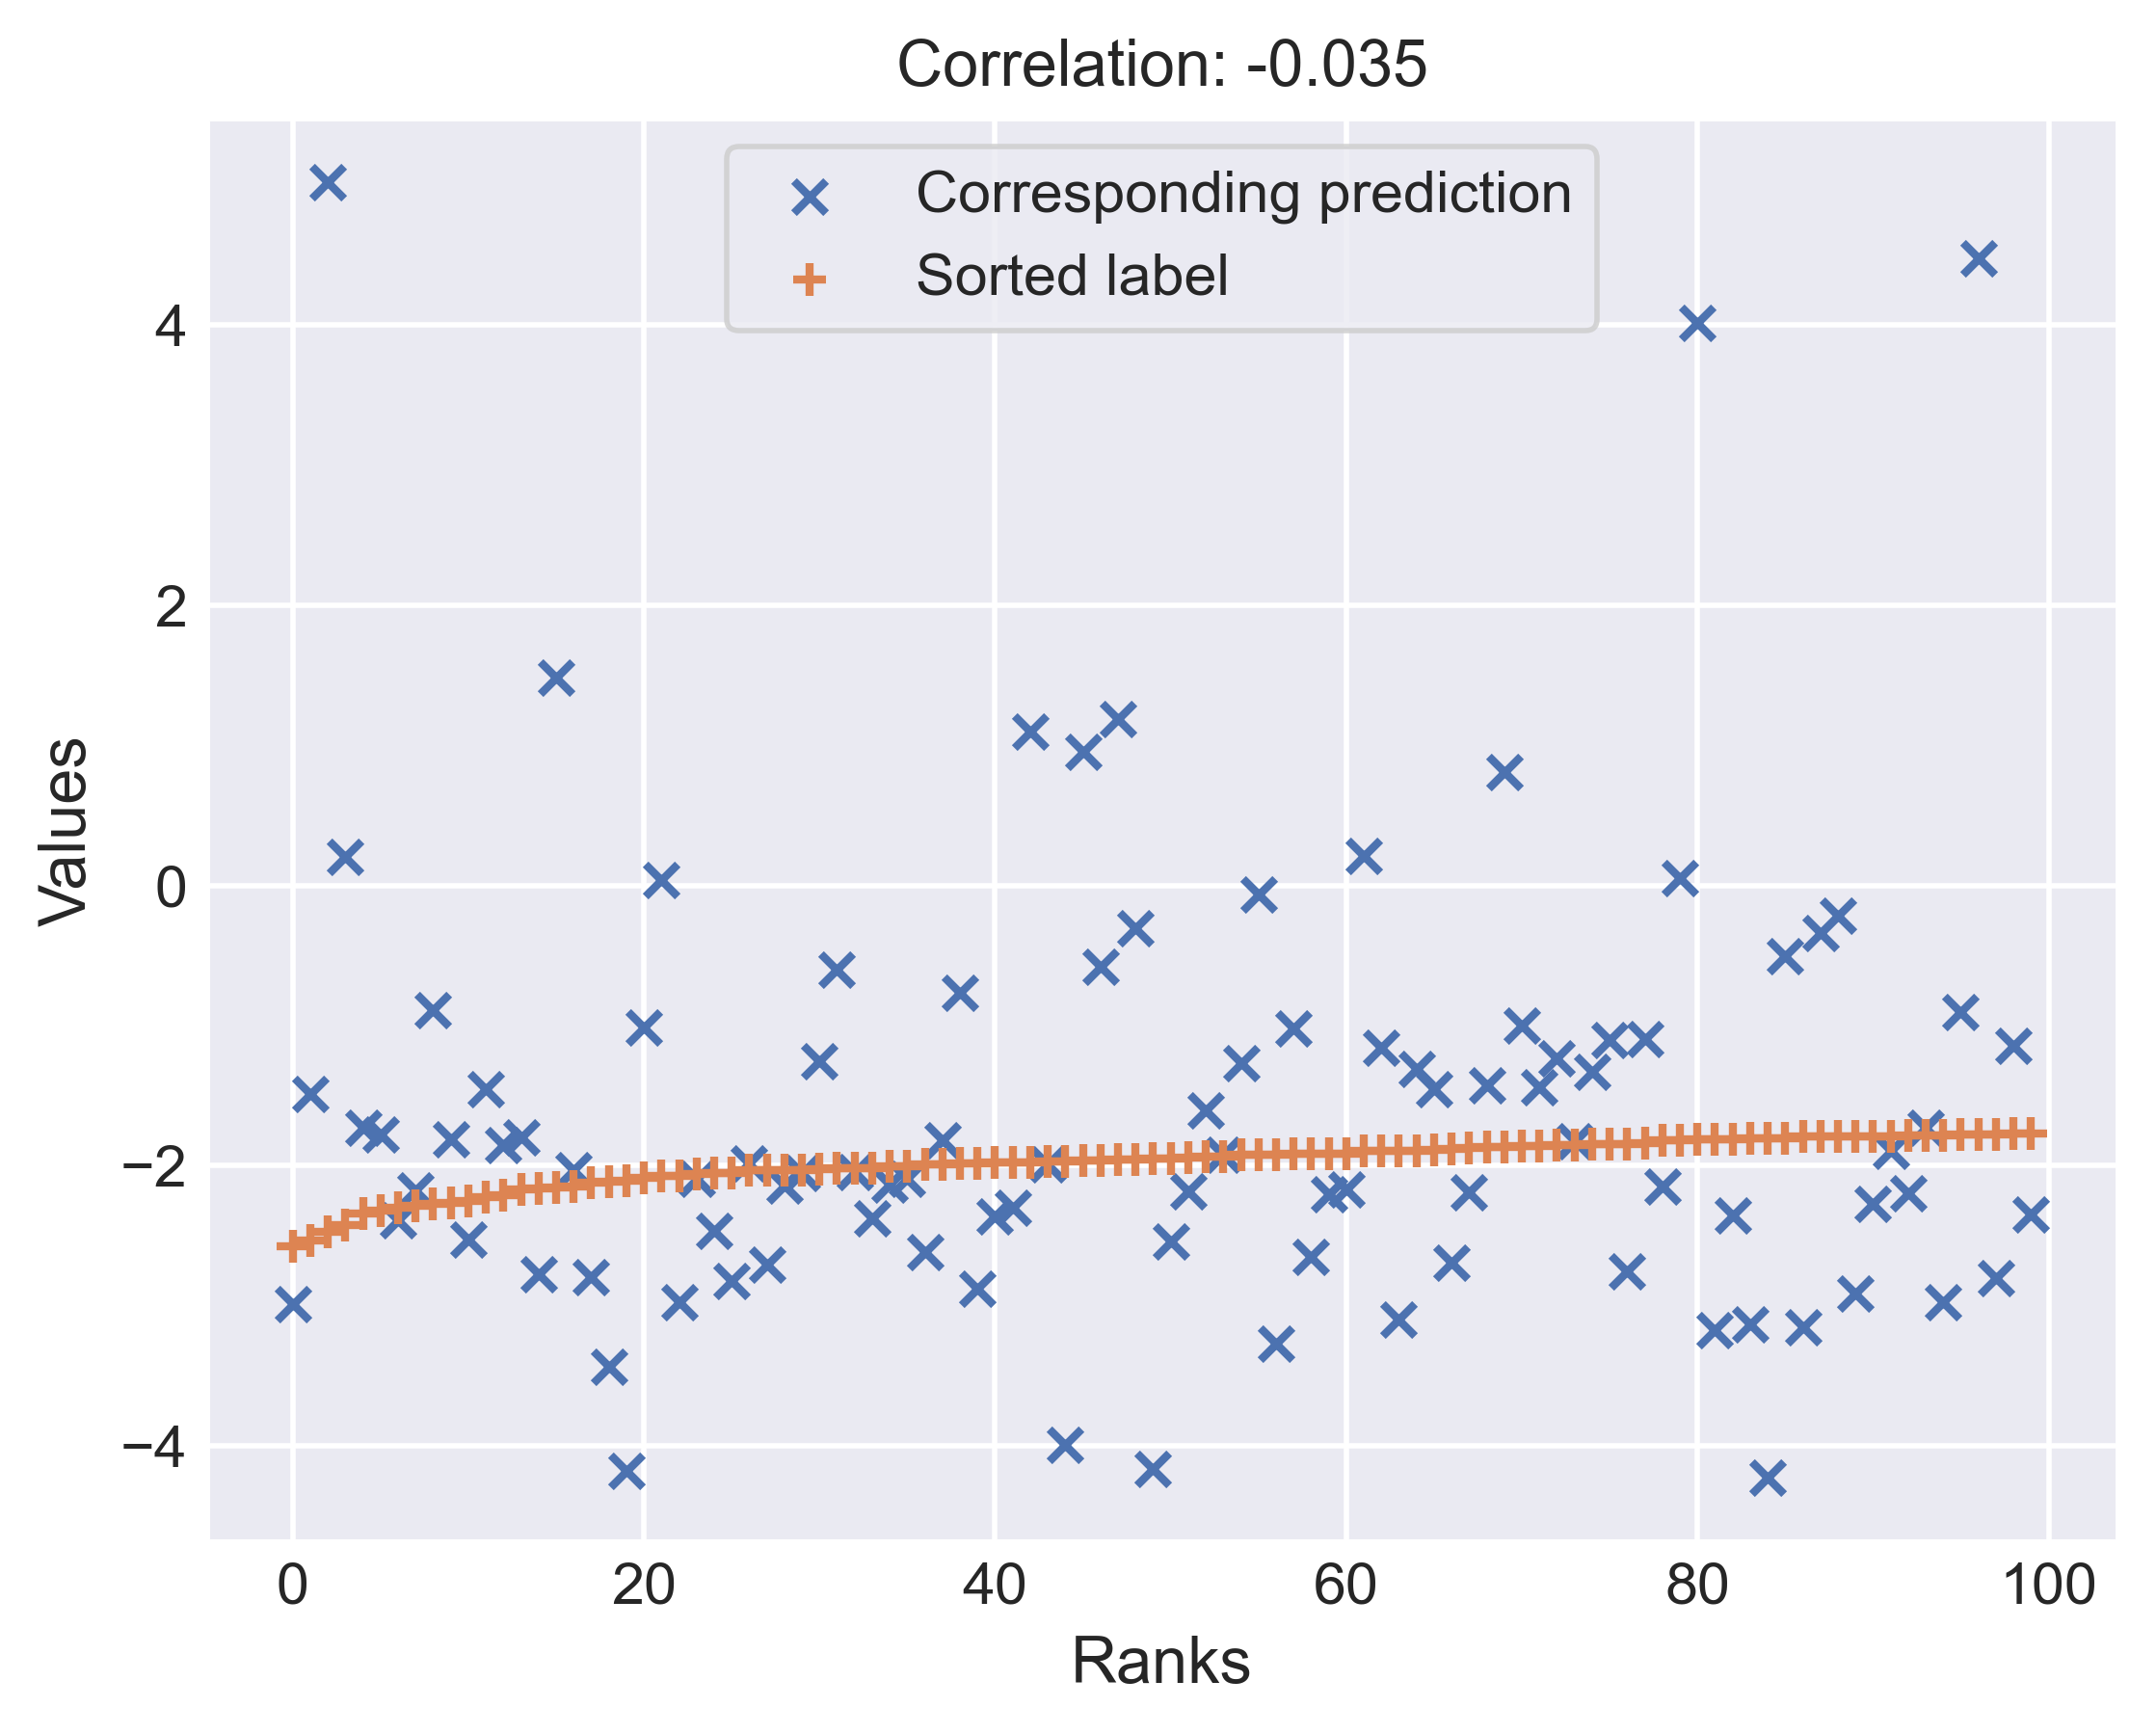 Correlation: -0.035
Corresponding prediction
Sorted label
4
2
0
−2
−4
Values
0 20 40 60 80 100
Ranks